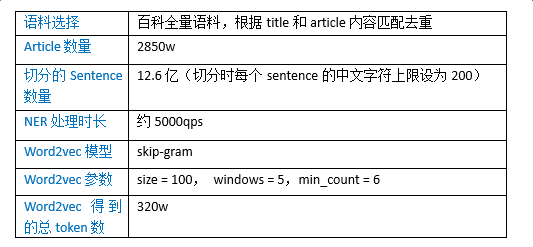 语料选择 百科全量语料，根据 title 和 article 内容匹配去重
Article 数量 2850w
切分的 Sentence 数量 12.6 亿（切分时每个 sentence 的中文字符上限设为 200）
NER 处理时长 约 5000qps
Word2vec 模型 skip-gram
Word2vec 参数 size = 100， windows = 5，min_count = 6
Word2vec 得到的总 token 数 320w